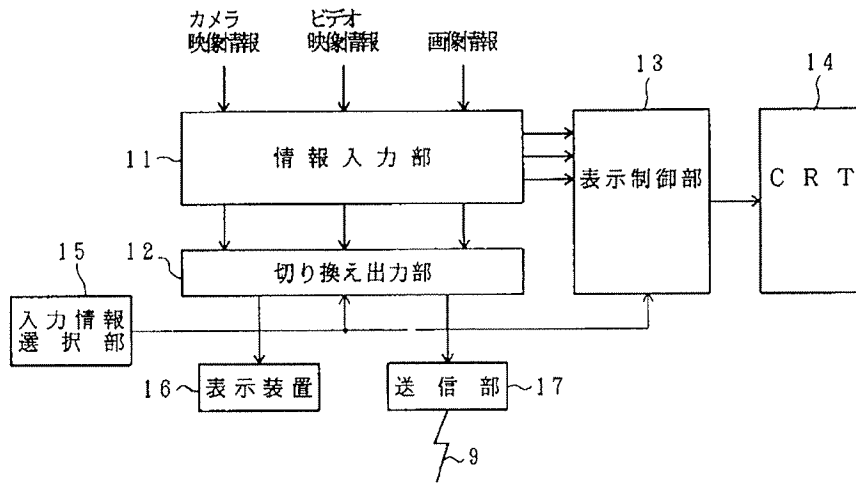 カメラ
映像情報
ビデオ
映像情報
画像情報
11
情報入力部
13
表示制御部
14
CRT
12
切り換え出力部
15
入力情報
選択部
16
表示装置
送信部
17
9